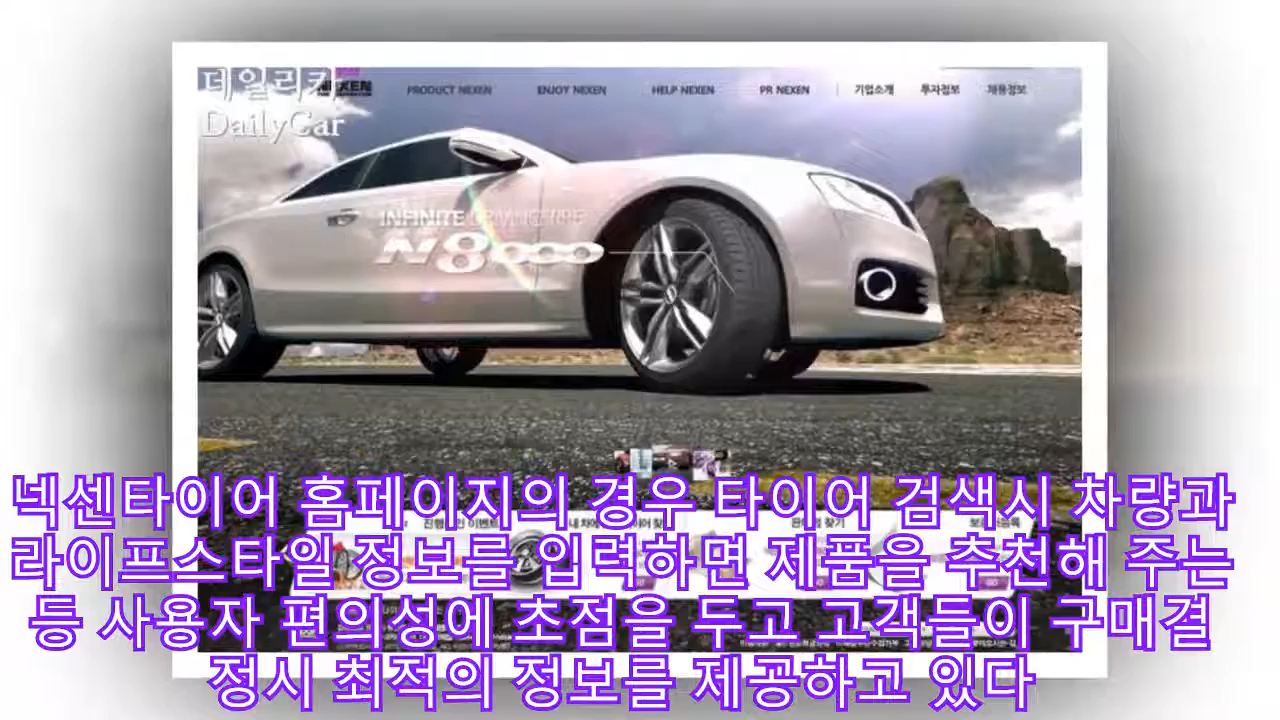 데일리카
DailyCar
NEXEN
PRODUCT NEXEN ENJOY NEXEN HELP NEXEN PR NEXEN 기업소개 투자정보 채용정보
INFINITE
N8000
넥센타이어 홈페이지의 경우 타이어 검색시 차량과
라이프스타일 정보를 입력하면 제품을 추천해 주는
등 사용자 편의성에 초점을 두고 고객들이 구매결
정시 최적의 정보를 제공하고 있다